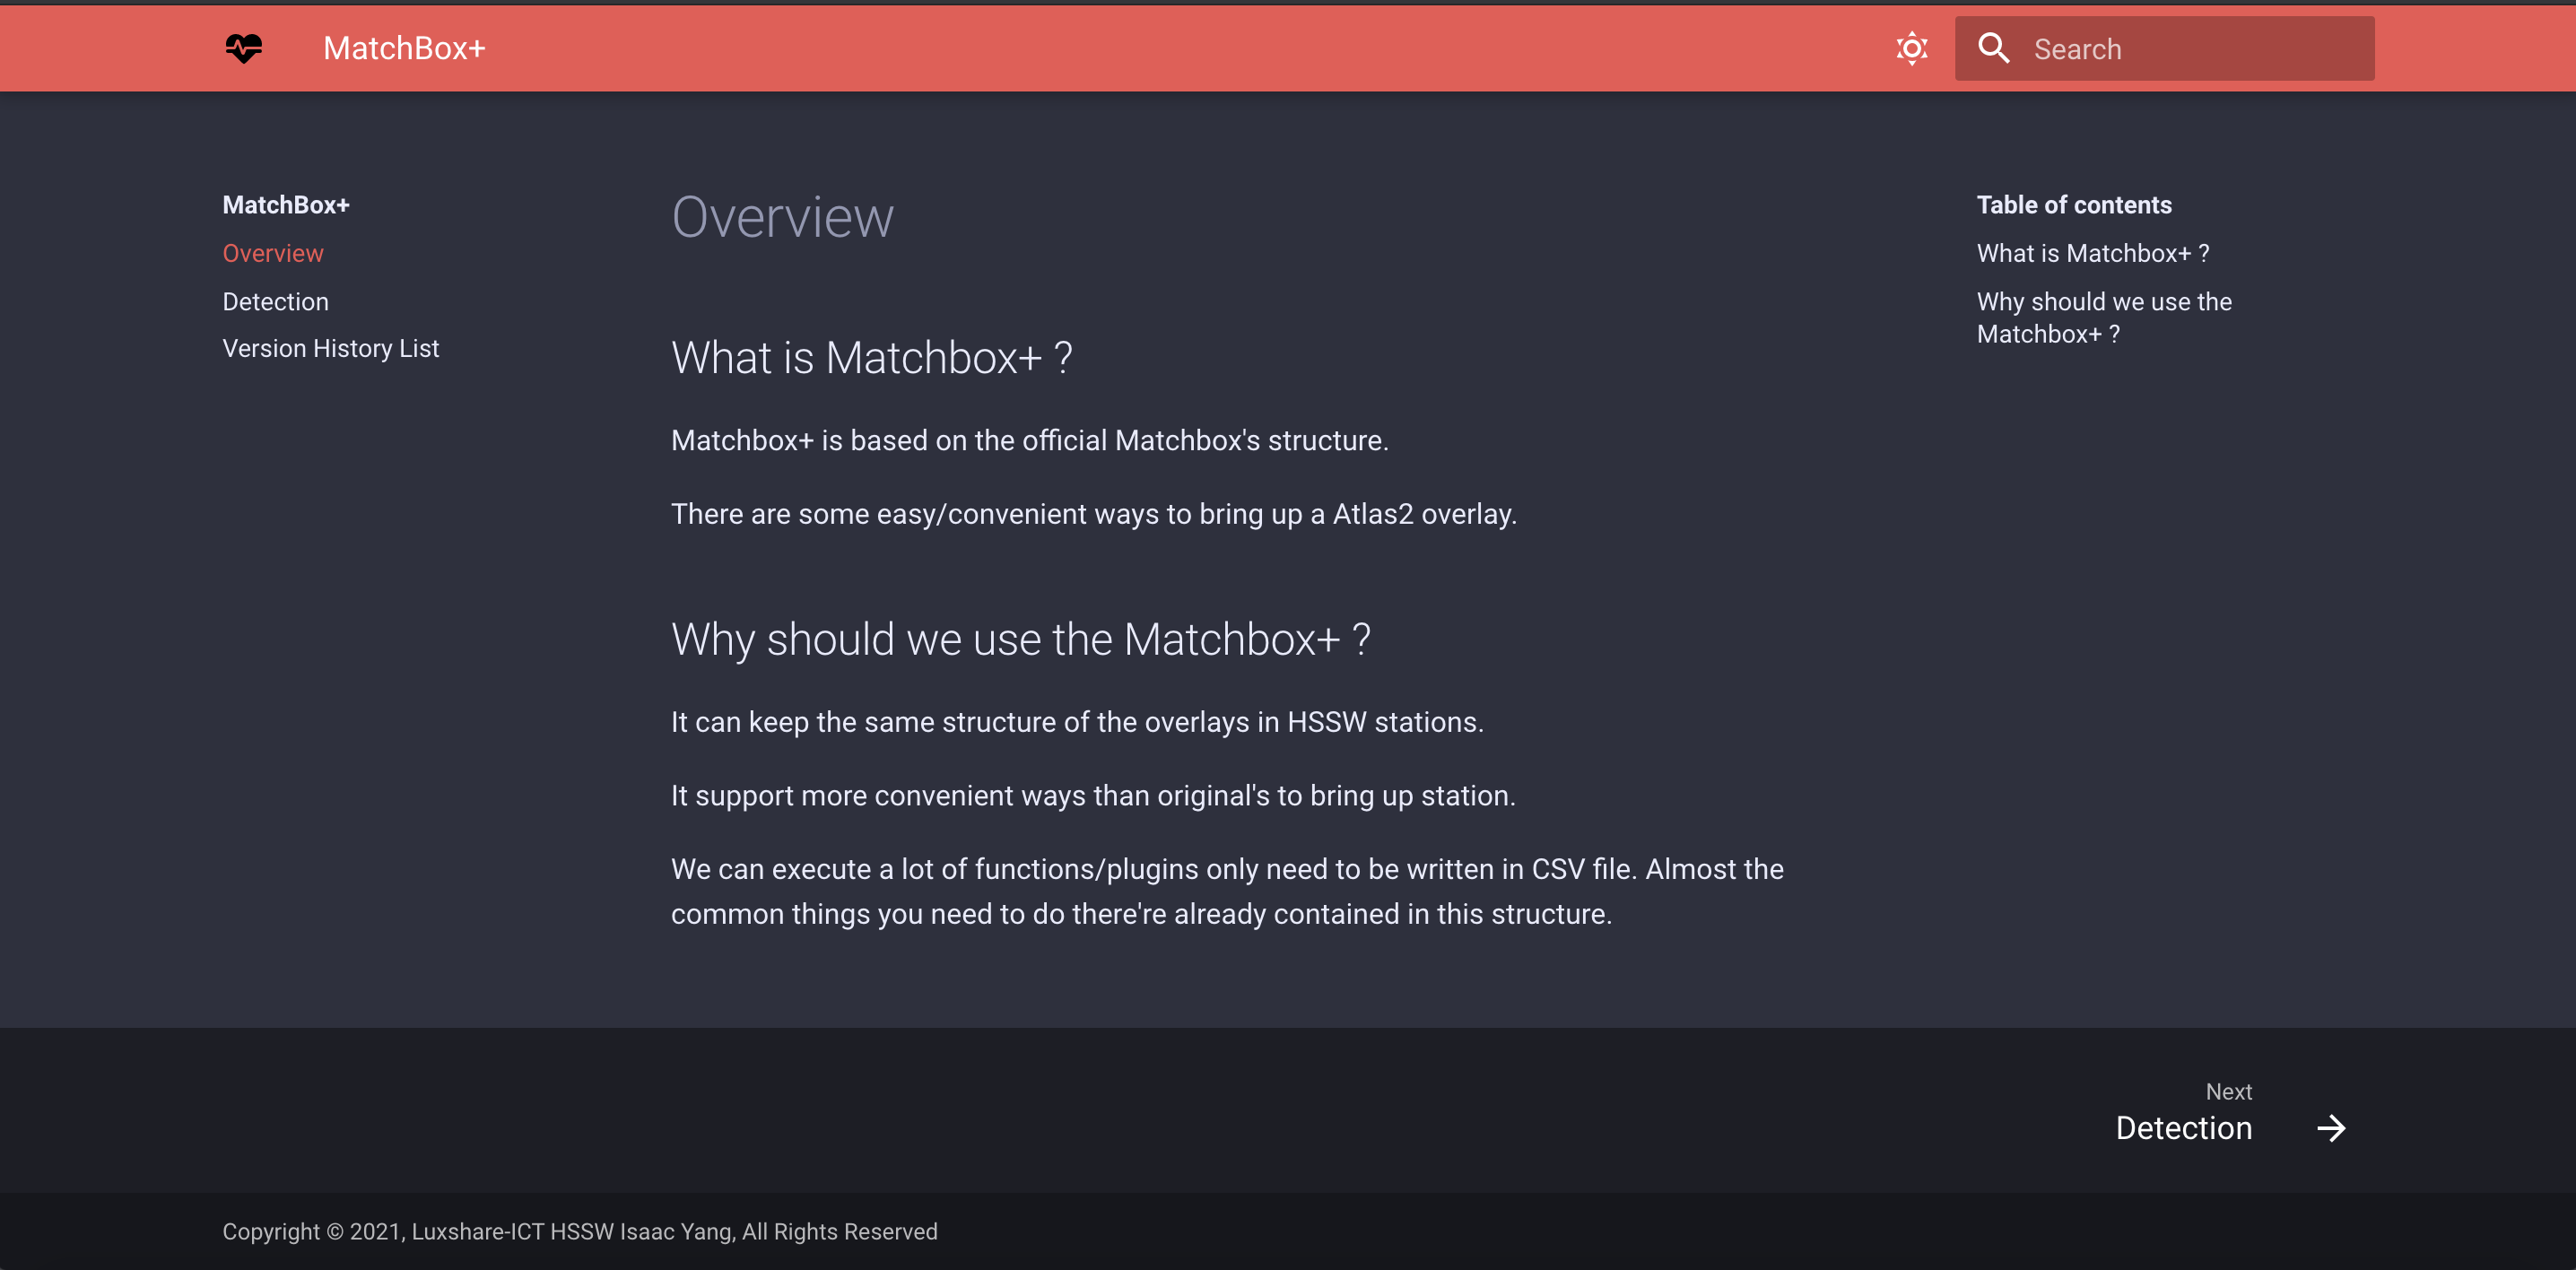 MatchBox+
Search
MatchBox+
Overview
Detection
Version History List
Overview
What is Matchbox+ ?
Matchbox+ is based on the official Matchbox's structure.
There are some easy/convenient ways to bring up a Atlas2 overlay.
Why should we use the Matchbox+ ?
It can keep the same structure of the overlays in HSSW stations.
It support more convenient ways than original's to bring up station.
We can execute a lot of functions/plugins only need to be written in CSV file. Almost the
common things you need to do there're already contained in this structure.
Table of contents
What is Matchbox+ ?
Why should we use the
Matchbox+ ?
Next
Detection
Copyright © 2021, Luxshare-ICT HSSW Isaac Yang, All Rights Reserved